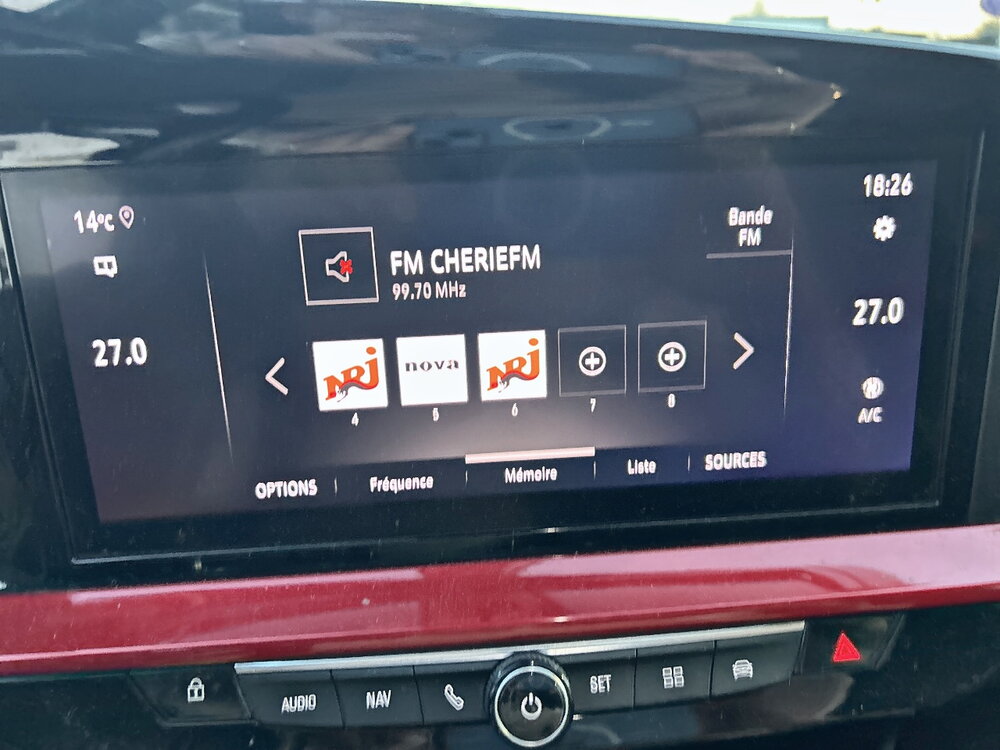 14°C
18:26
Bande
FM
FM CHERIEFM
99.70 MHz
27.0
27.0
NRJ
nova
NRJ
4
5
6
7
8
A/C
OPTIONS
Fréquence
Mémoire
Liste
SOURCES
AUDIO
NAV
SET